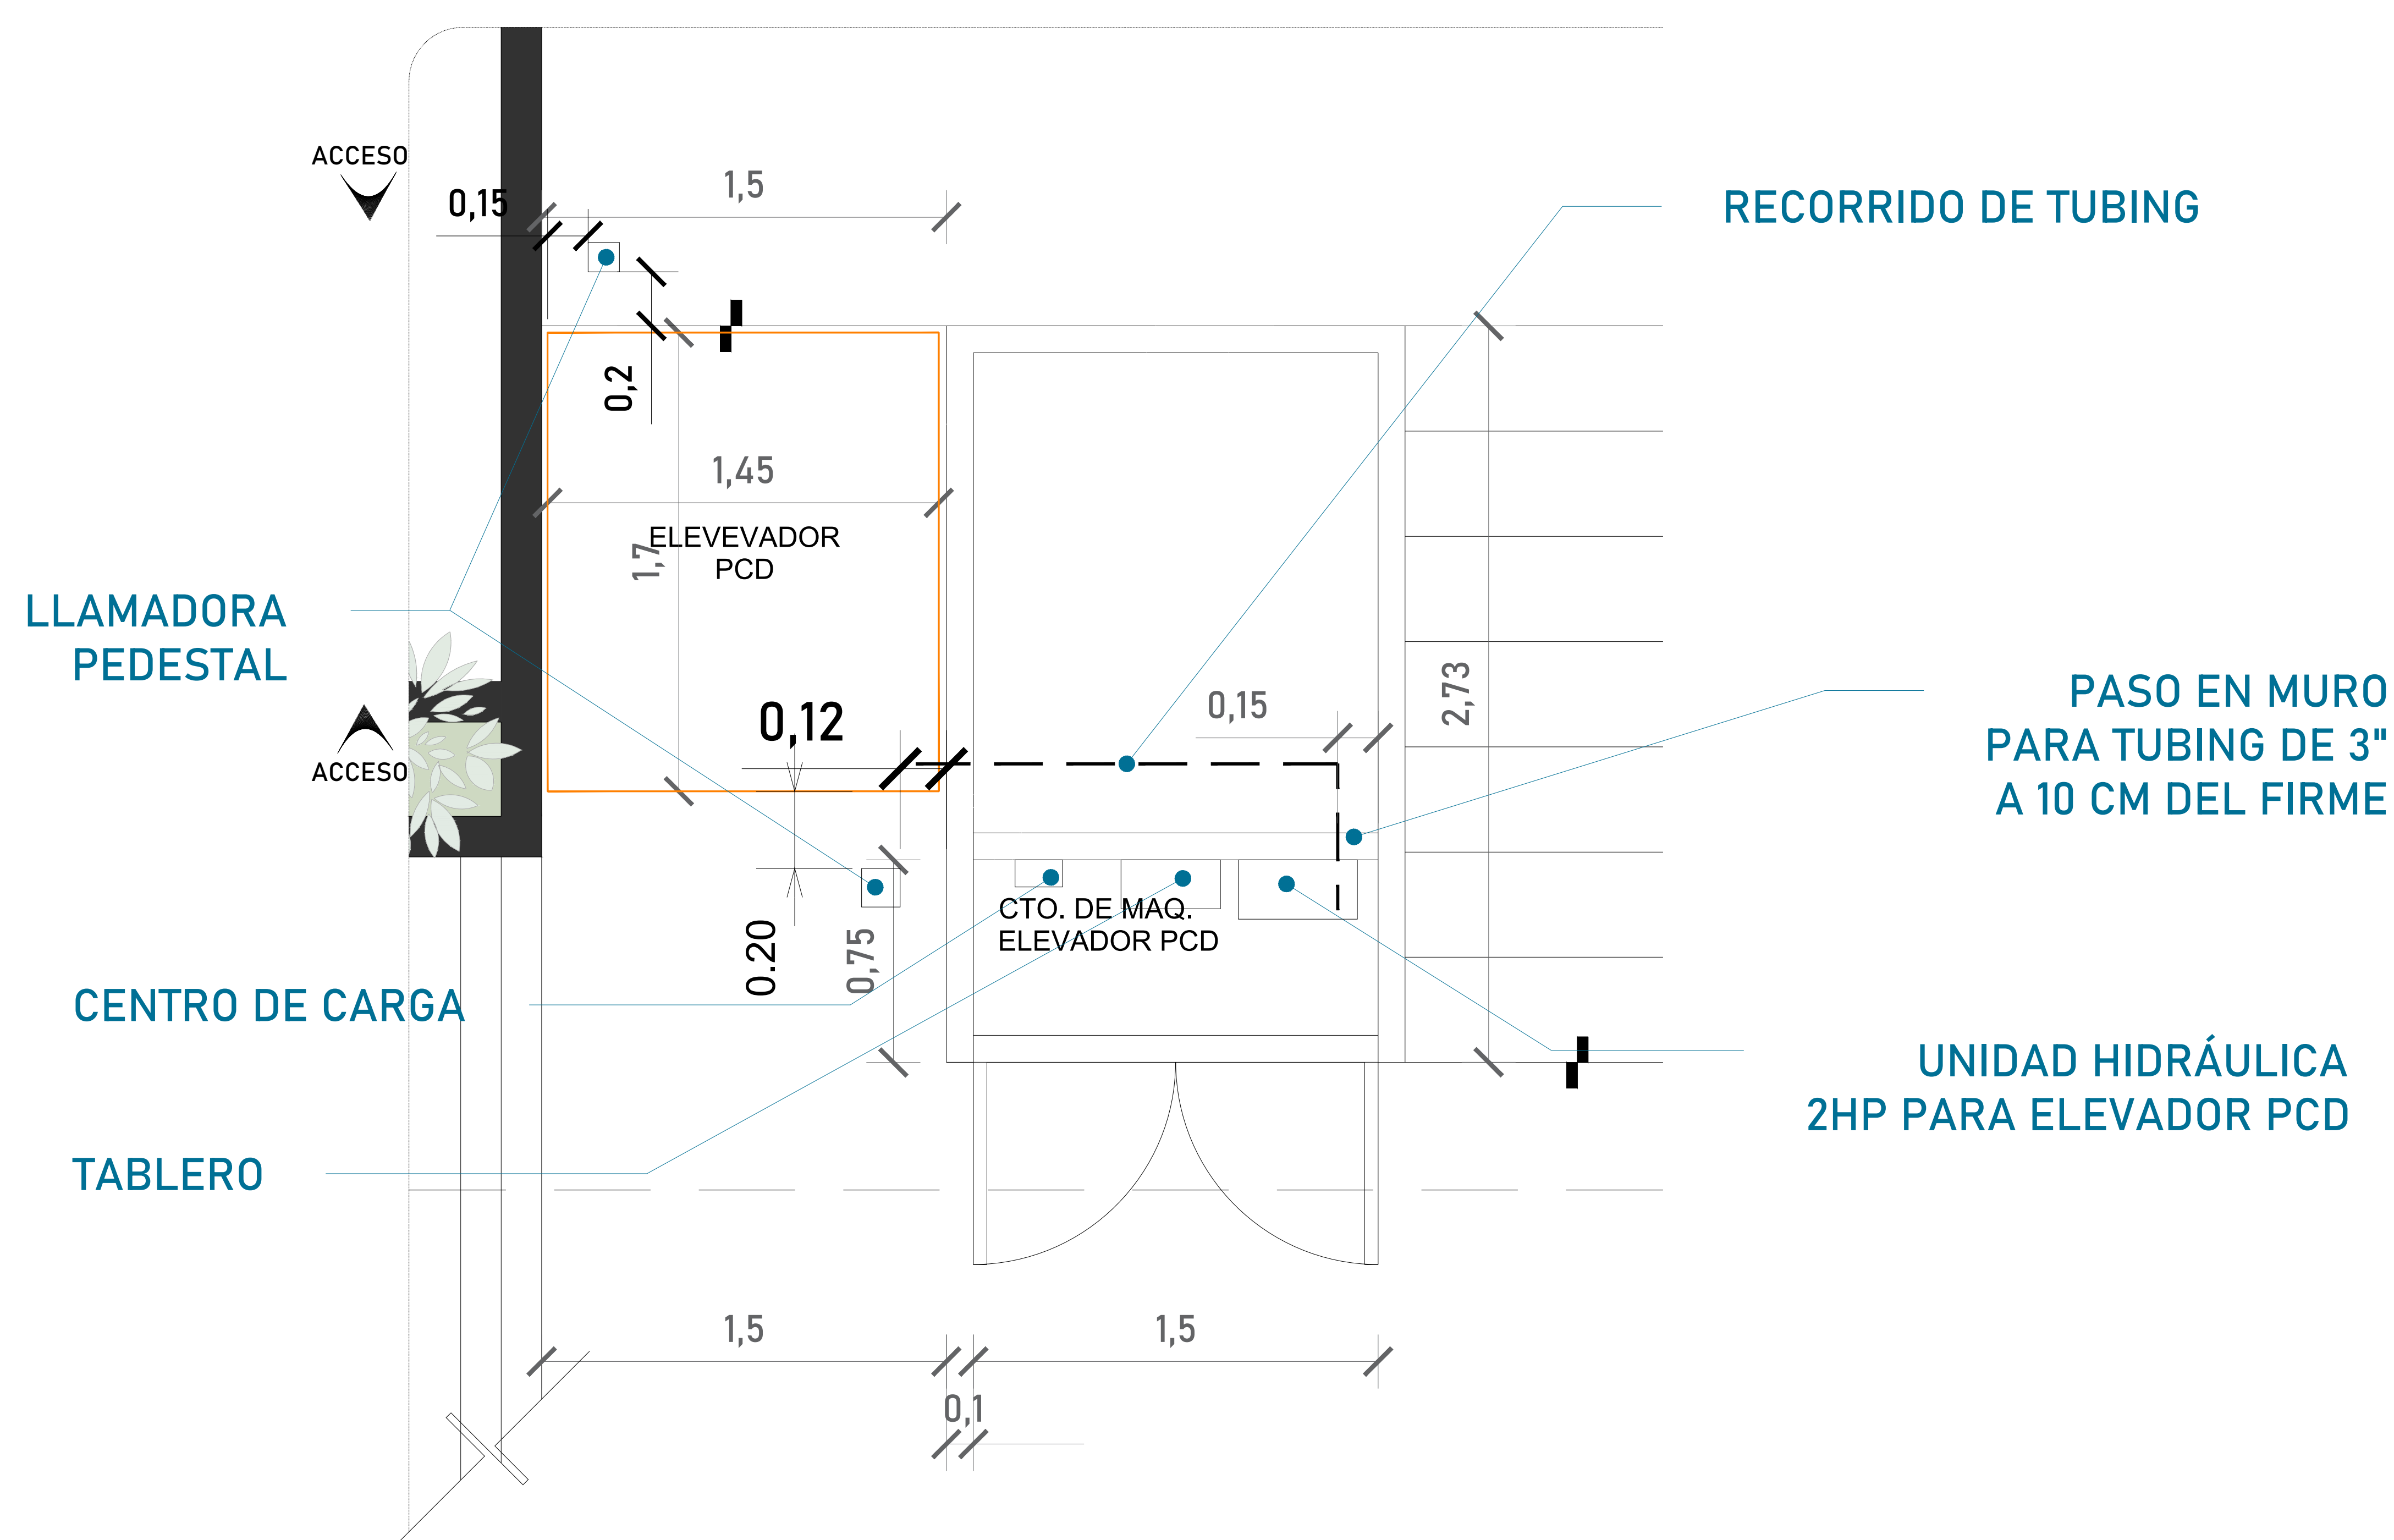 ACCESO
0,15
1,5
RECORRIDO DE TUBING
0,2
1,45
ELEVEVADOR
PCD
1,7
LLAMADORA
PEDESTAL
0,12
0,15
2,73
PASO EN MURO
PARA TUBING DE 3"
A 10 CM DEL FIRME
ACCESO
CTO. DE MAQ.
ELEVADOR PCD
0.20
0,75
CENTRO DE CARGA
UNIDAD HIDRÁULICA
2HP PARA ELEVADOR PCD
TABLERO
1,5
1,5
0,1